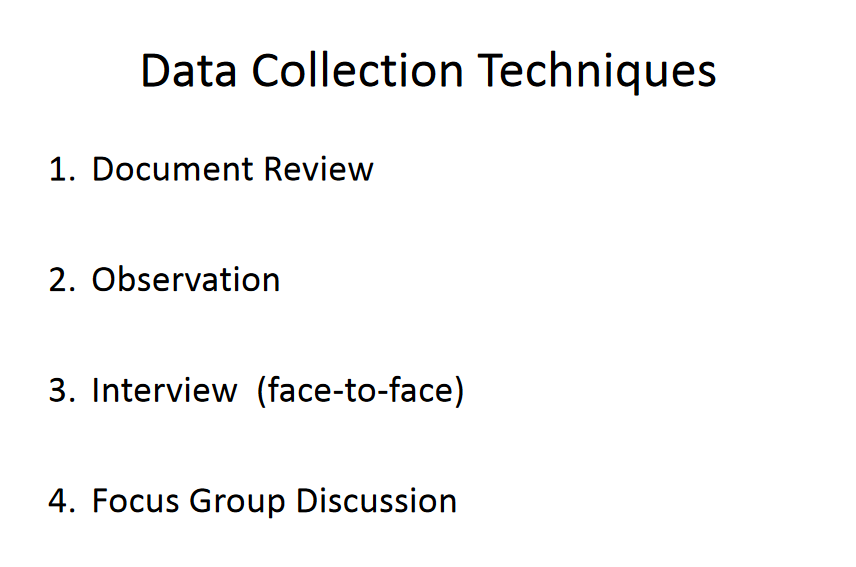 Data Collection Techniques
1. Document Review
2. Observation
3. Interview  (face-to-face)
4. Focus Group Discussion